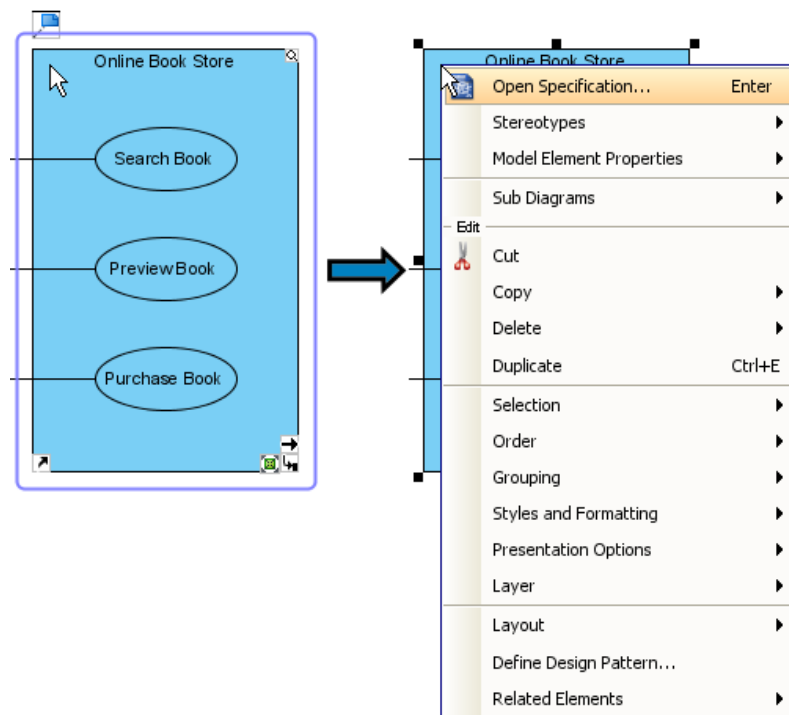 Online Book Store
Search Book
Preview Book
Purchase Book
Online Book Store
Open Specification... Enter
Stereotypes
Model Element Properties
Sub Diagrams
Edit
Cut
Copy
Delete
Duplicate Ctrl+E
Selection
Order
Grouping
Styles and Formatting
Presentation Options
Layer
Layout
Define Design Pattern...
Related Elements